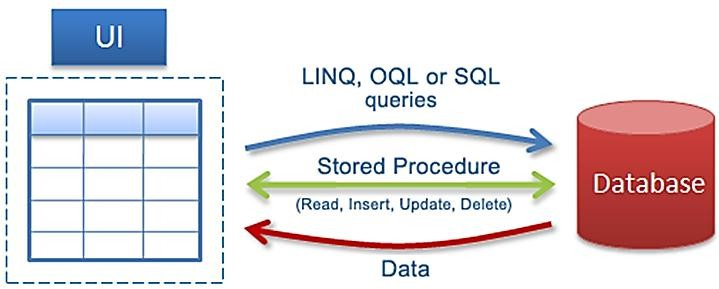 UI
LINQ, OQL or SQL
queries
Stored Procedure
(Read, Insert, Update, Delete)
Data
Database